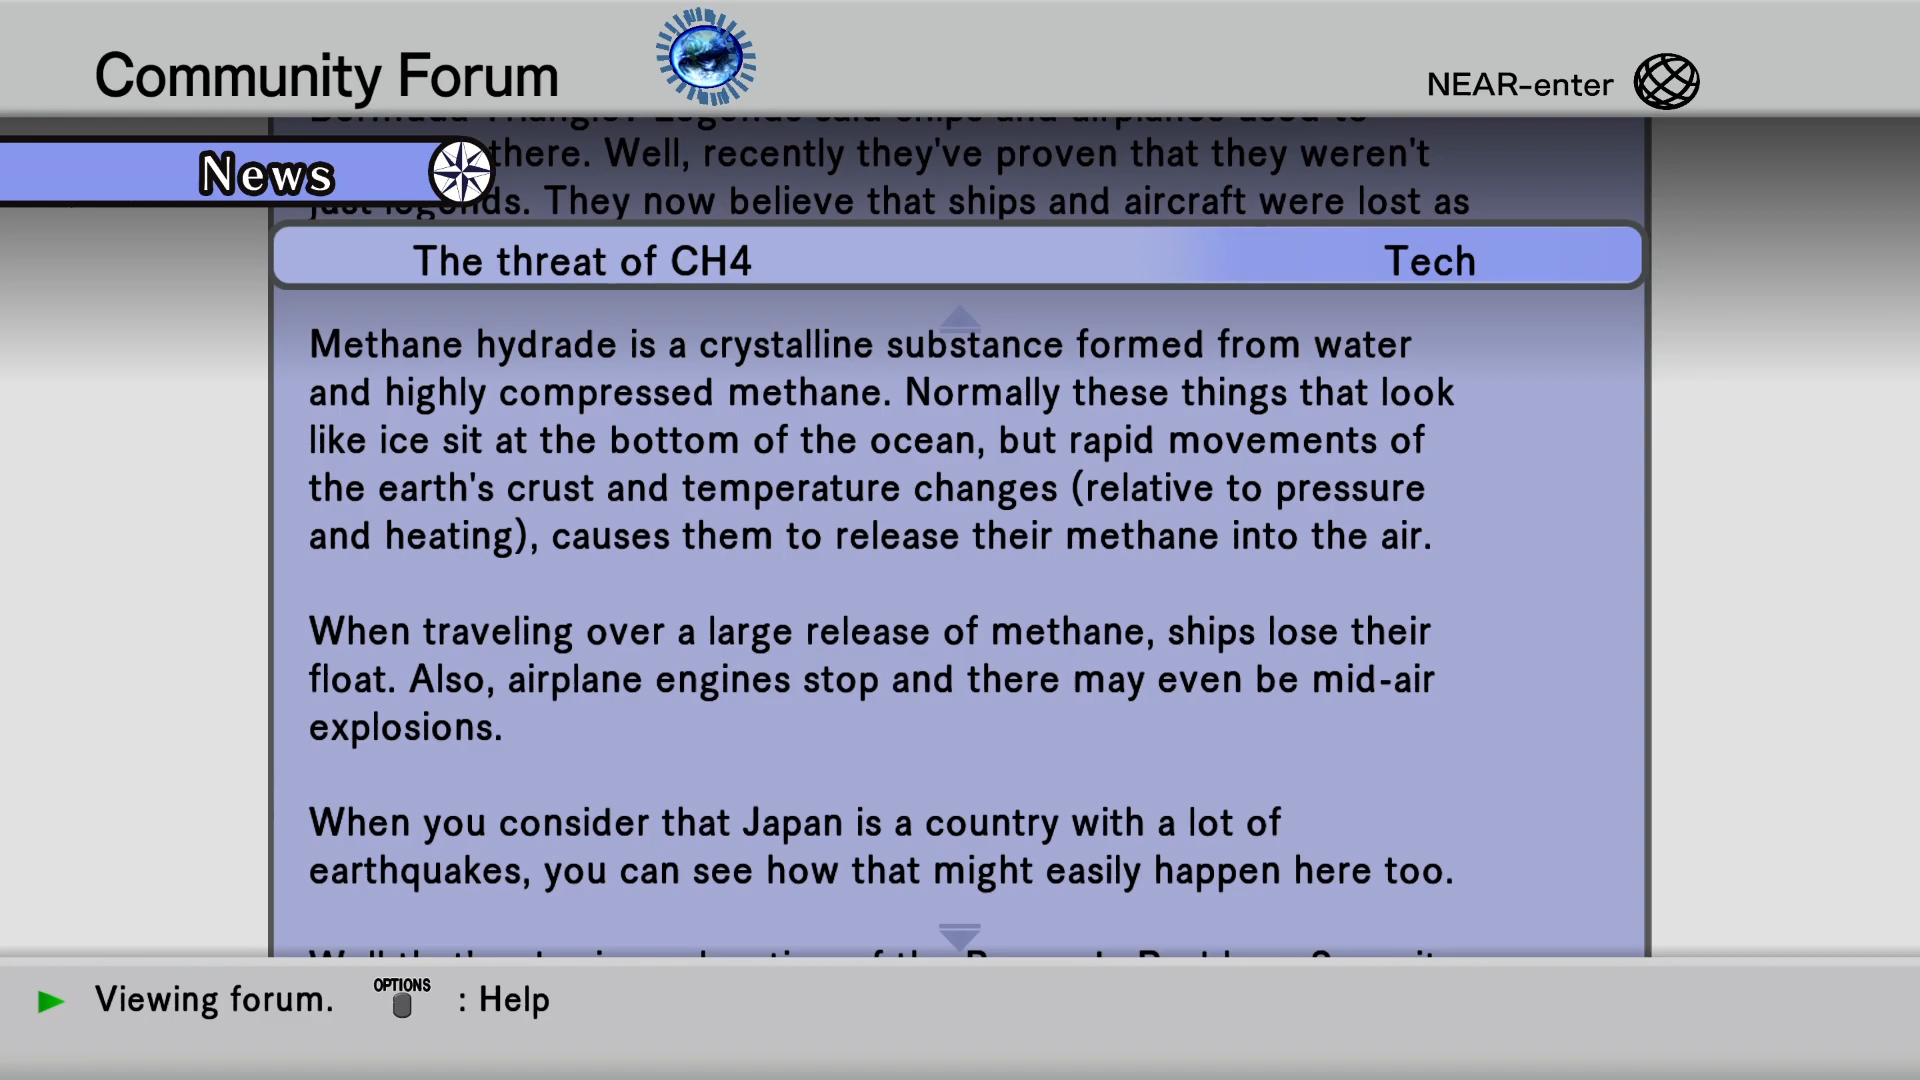 Community Forum
NEAR-enter
News
there. Well, recently they've proven that they weren't
just legends. They now believe that ships and aircraft were lost as
The threat of CH4
Tech
Methane hydrade is a crystalline substance formed from water
and highly compressed methane. Normally these things that look
like ice sit at the bottom of the ocean, but rapid movements of
the earth's crust and temperature changes (relative to pressure
and heating), causes them to release their methane into the air.
When traveling over a large release of methane, ships lose their
float. Also, airplane engines stop and there may even be mid-air
explosions.
When you consider that Japan is a country with a lot of
earthquakes, you can see how that might easily happen here too.
Viewing forum.
OPTIONS
: Help